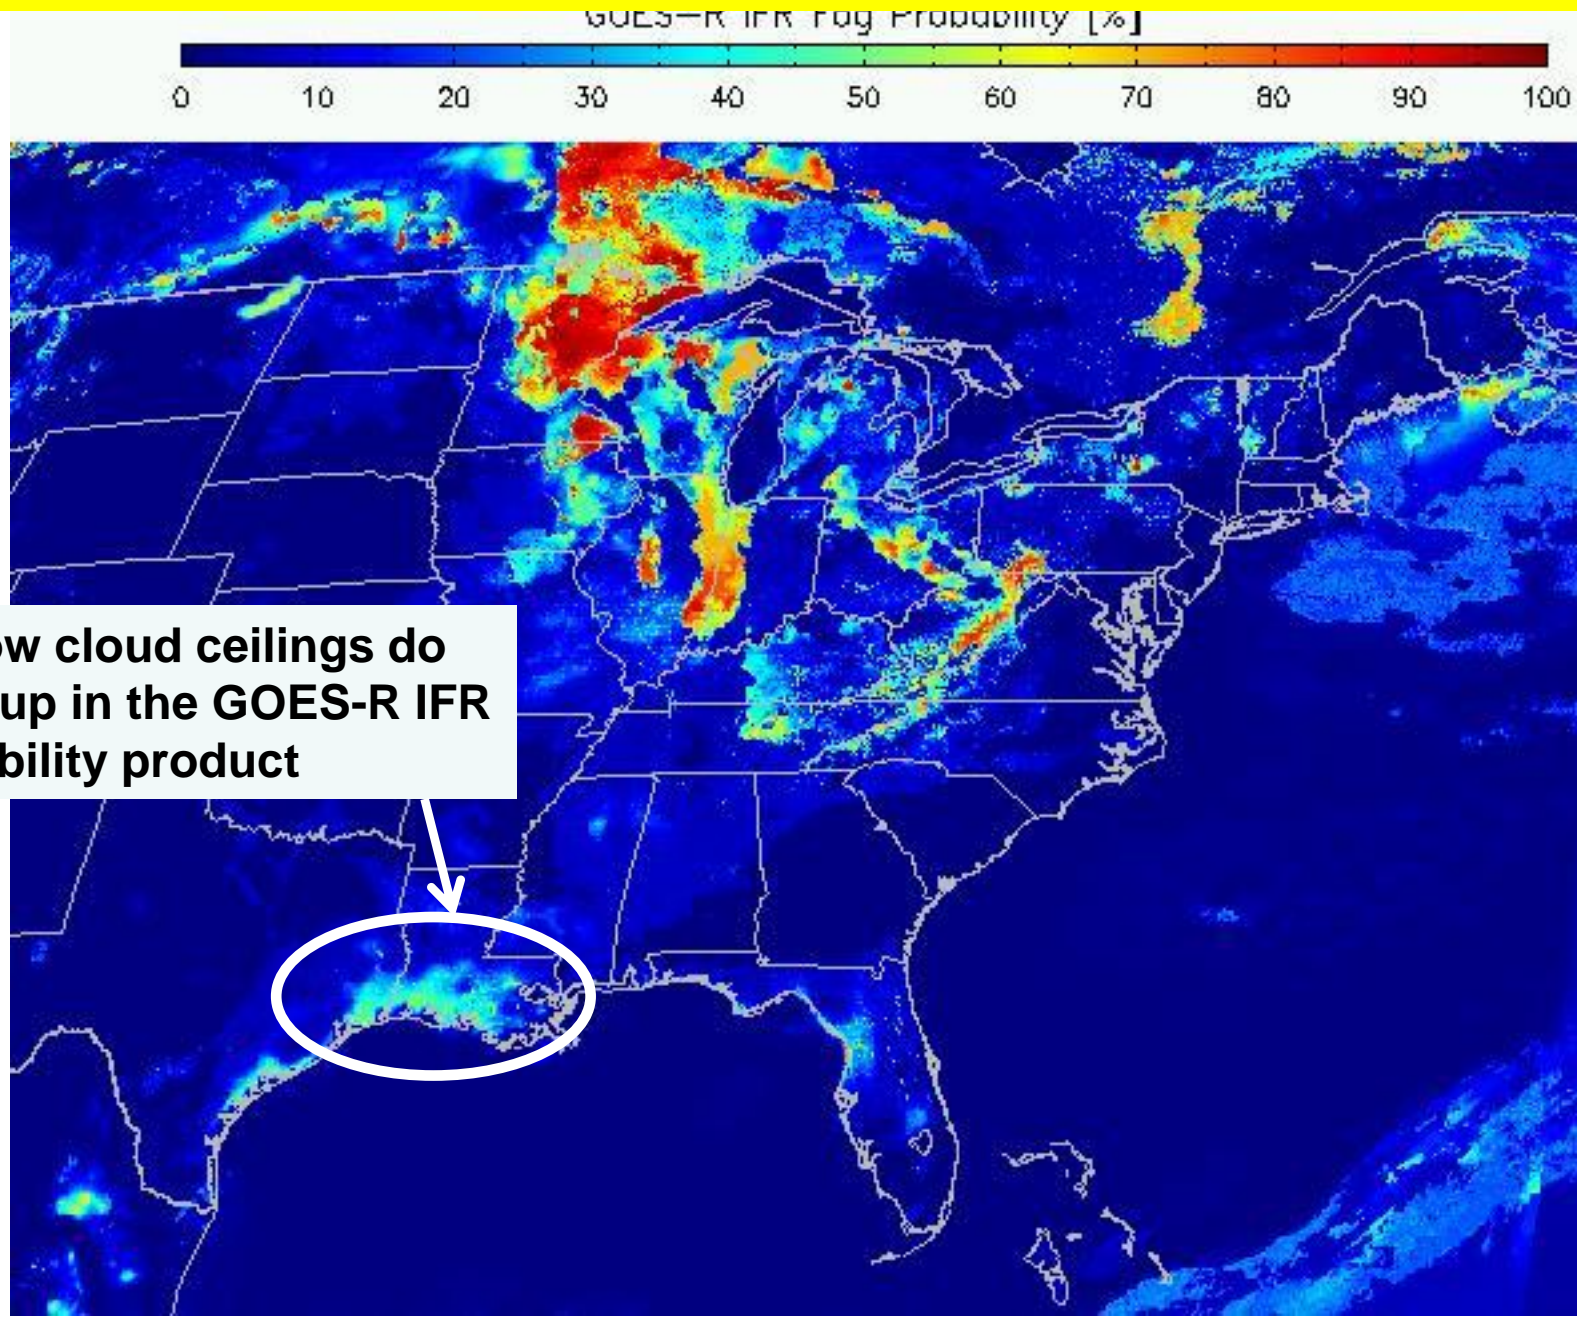 GOES-R IFR Fog Probability [%]
0 10 20 30 40 50 60 70 80 90 100
ow cloud ceilings do
up in the GOES-R IFR
bility product